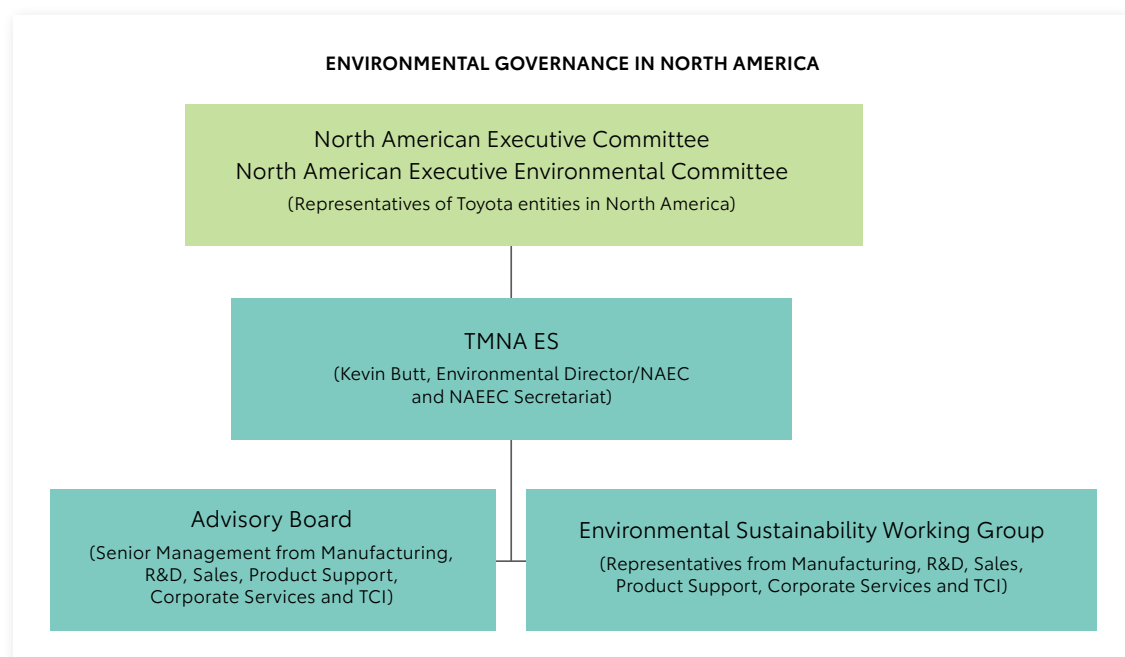 ENVIRONMENTAL GOVERNANCE IN NORTH AMERICA
North American Executive Committee
North American Executive Environmental Committee
(Representatives of Toyota entities in North America)
TMNA ES
(Kevin Butt, Environmental Director/NAEC
and NAEEC Secretariat)
Advisory Board
(Senior Management from Manufacturing,
R&D, Sales, Product Support,
Corporate Services and TCI)
Environmental Sustainability Working Group
(Representatives from Manufacturing, R&D, Sales,
Product Support, Corporate Services and TCI)